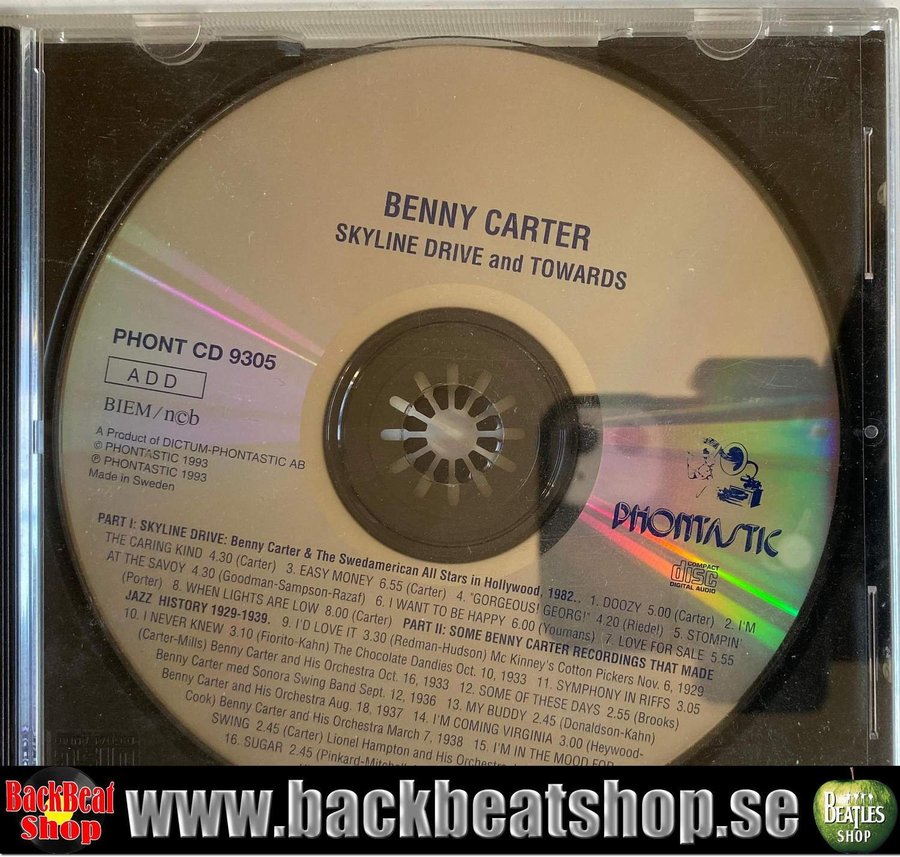 BENNY CARTER
SKYLINE DRIVE and TOWARDS
PHONT CD 9305
ADD
BIEM/n©b
A Product of DICTUM-PHONTASTIC AB
© PHONTASTIC 1993
℗ PHONTASTIC 1993
Made in Sweden
PHONTASTIC
COMPACT
disc
DIGITAL AUDIO
PART I: SKYLINE DRIVE: Benny Carter & The Swedamerican All Stars in Hollywood, 1982.. 1. DOOZY 5.00 (Carter) 2. I'M
THE CARING KIND 4.30 (Carter) 3. EASY MONEY 6.55 (Carter) 4. "GORGEOUS! GEORG!" 4.20 (Riedel) 5. STOMPIN'
AT THE SAVOY 4.30 (Goodman-Sampson-Razaf) 6. I WANT TO BE HAPPY 6.00 (Youmans) 7. LOVE FOR SALE 5.55
(Porter) 8. WHEN LIGHTS ARE LOW 8.00 (Carter) PART II: SOME BENNY CARTER RECORDINGS THAT MADE
JAZZ HISTORY 1929-1939. 9. I'D LOVE IT 3.30 (Redman-Hudson) Mc Kinney's Cotton Pickers Nov. 6, 1929
10. I NEVER KNEW 3.10 (Fiorito-Kahn) The Chocolate Dandies Oct. 10, 1933 11. SYMPHONY IN RIFFS 3.05
(Carter-Mills) Benny Carter and His Orchestra Oct. 16, 1933 12. SOME OF THESE DAYS 2.55 (Brooks)
Benny Carter med Sonora Swing Band Sept. 12, 1936 13. MY BUDDY 2.45 (Donaldson-Kahn)
Benny Carter and His Orchestra Aug. 18, 1937 14. I'M COMING VIRGINIA 3.00 (Heywood-
Cook) Benny Carter and His Orchestra March 7, 1938 15. I'M IN THE MOOD FOR
SWING 2.45 (Carter) Lionel Hampton and His Orchestra
16. SUGAR 2.45 (Pinkard-Mitchell
BackBeat
Shop
www.backbeatshop.se
BEATLES
SHOP